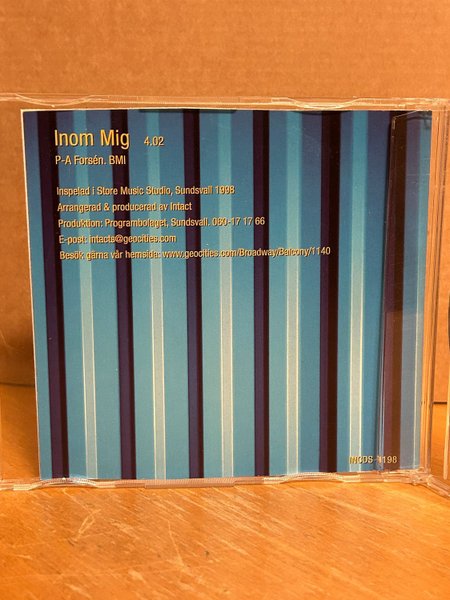 Inom Mig 4.02
P-A Forsén. BMI
Inspelad i Store Music Studio, Sundsvall 1998
Arrangerad & producerad av Intact
Produktion: Programbolaget, Sundsvall. 060-17 17 66
E-post: intacts@geocities.com
Besök gärna vår hemsida: www.geocities.com/Broadway/Balcony/1140
INCDS-1198